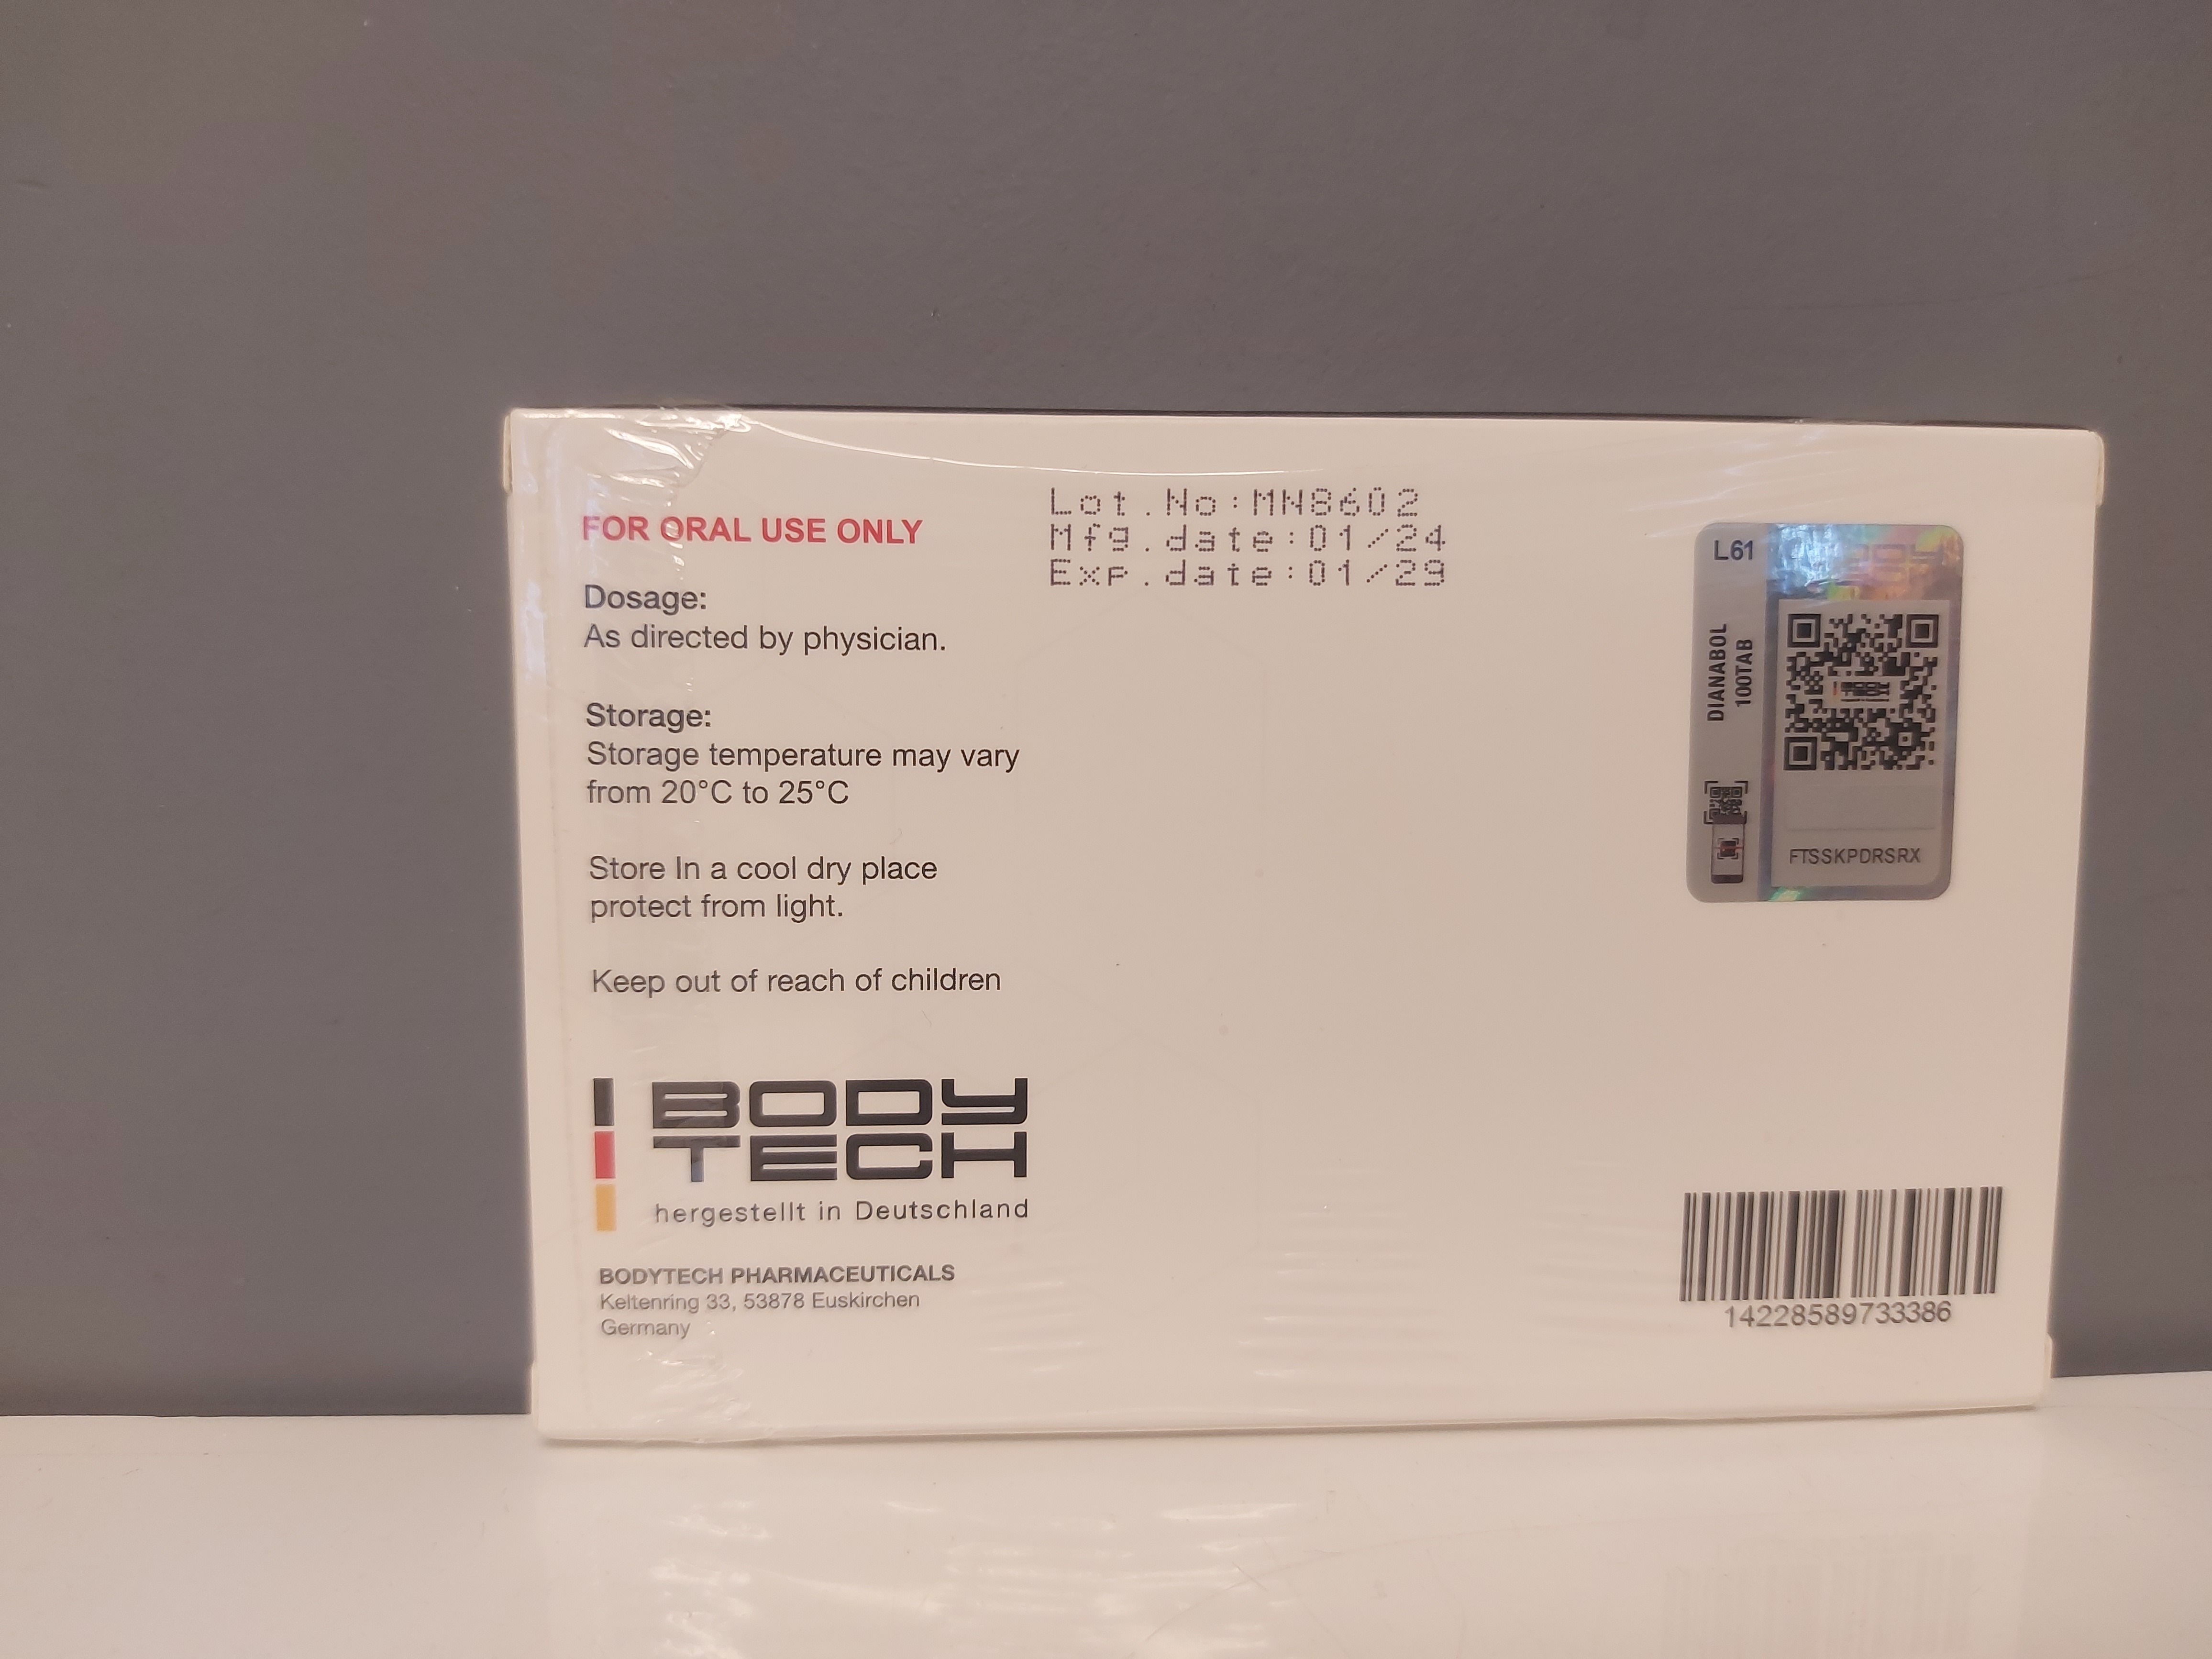 FOR ORAL USE ONLY
Dosage:
As directed by physician.
Storage:
Storage temperature may vary
from 20°C to 25°C
Store In a cool dry place
protect from light.
Keep out of reach of children
BODY
TECH
hergestellt in Deutschland
BODYTECH PHARMACEUTICALS
Keltenring 33, 53878 Euskirchen
Germany
Lot.No:MN8602
Mfg.date:01/24
Exp.date:01/29
L61
BODY
DIANABOL
100TAB
BODY
TECH
FTSSKPDRSRX
14228589733386